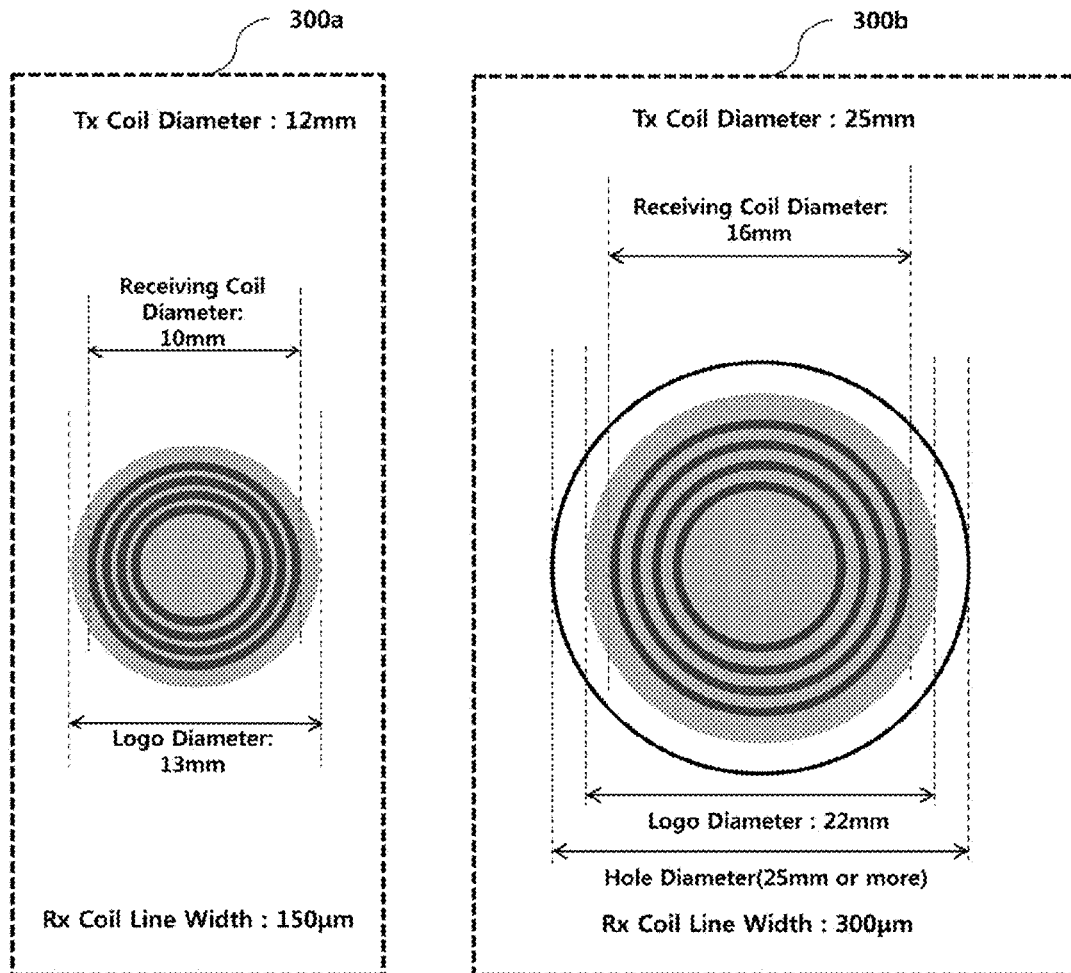 300a
Tx Coil Diameter : 12mm
Receiving Coil
Diameter:
10mm
Logo Diameter:
13mm
Rx Coil Line Width : 150μm
300b
Tx Coil Diameter : 25mm
Receiving Coil Diameter:
16mm
Logo Diameter : 22mm
Hole Diameter(25mm or more)
Rx Coil Line Width : 300μm